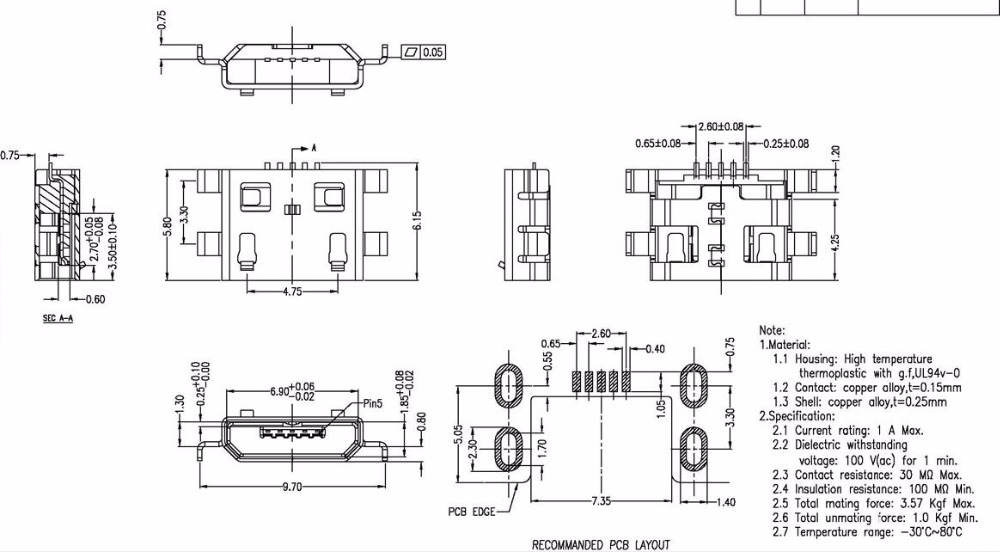 0.75
0.05
0.75
A
5.80
3.30
6.15
2.70+0.05-0.08
3.50±0.10
0.60
SEC A-A
4.75
2.60±0.08
0.65±0.08
0.25±0.08
1.20
4.25
1.30
0.25+0.10-0.00
6.90+0.06-0.02
Pin5
1.85+0.08-0.02
0.80
9.70
2.60
0.65
0.55
0.40
0.75
1.05
3.30
5.05
2.30
1.70
7.35
1.40
PCB EDGE
RECOMMANDED PCB LAYOUT
Note:
1.Material:
1.1 Housing: High temperature
thermoplastic with g.f,UL94v-0
1.2 Contact: copper alloy,t=0.15mm
1.3 Shell: copper alloy,t=0.25mm
2.Specification:
2.1 Current rating: 1 A Max.
2.2 Dielectric withstanding
voltage: 100 V(ac) for 1 min.
2.3 Contact resistance: 30 MΩ Max.
2.4 Insulation resistance: 100 MΩ Min.
2.5 Total mating force: 3.57 Kgf Max.
2.6 Total unmating force: 1.0 Kgf Min.
2.7 Temperature range: -30°C~80°C